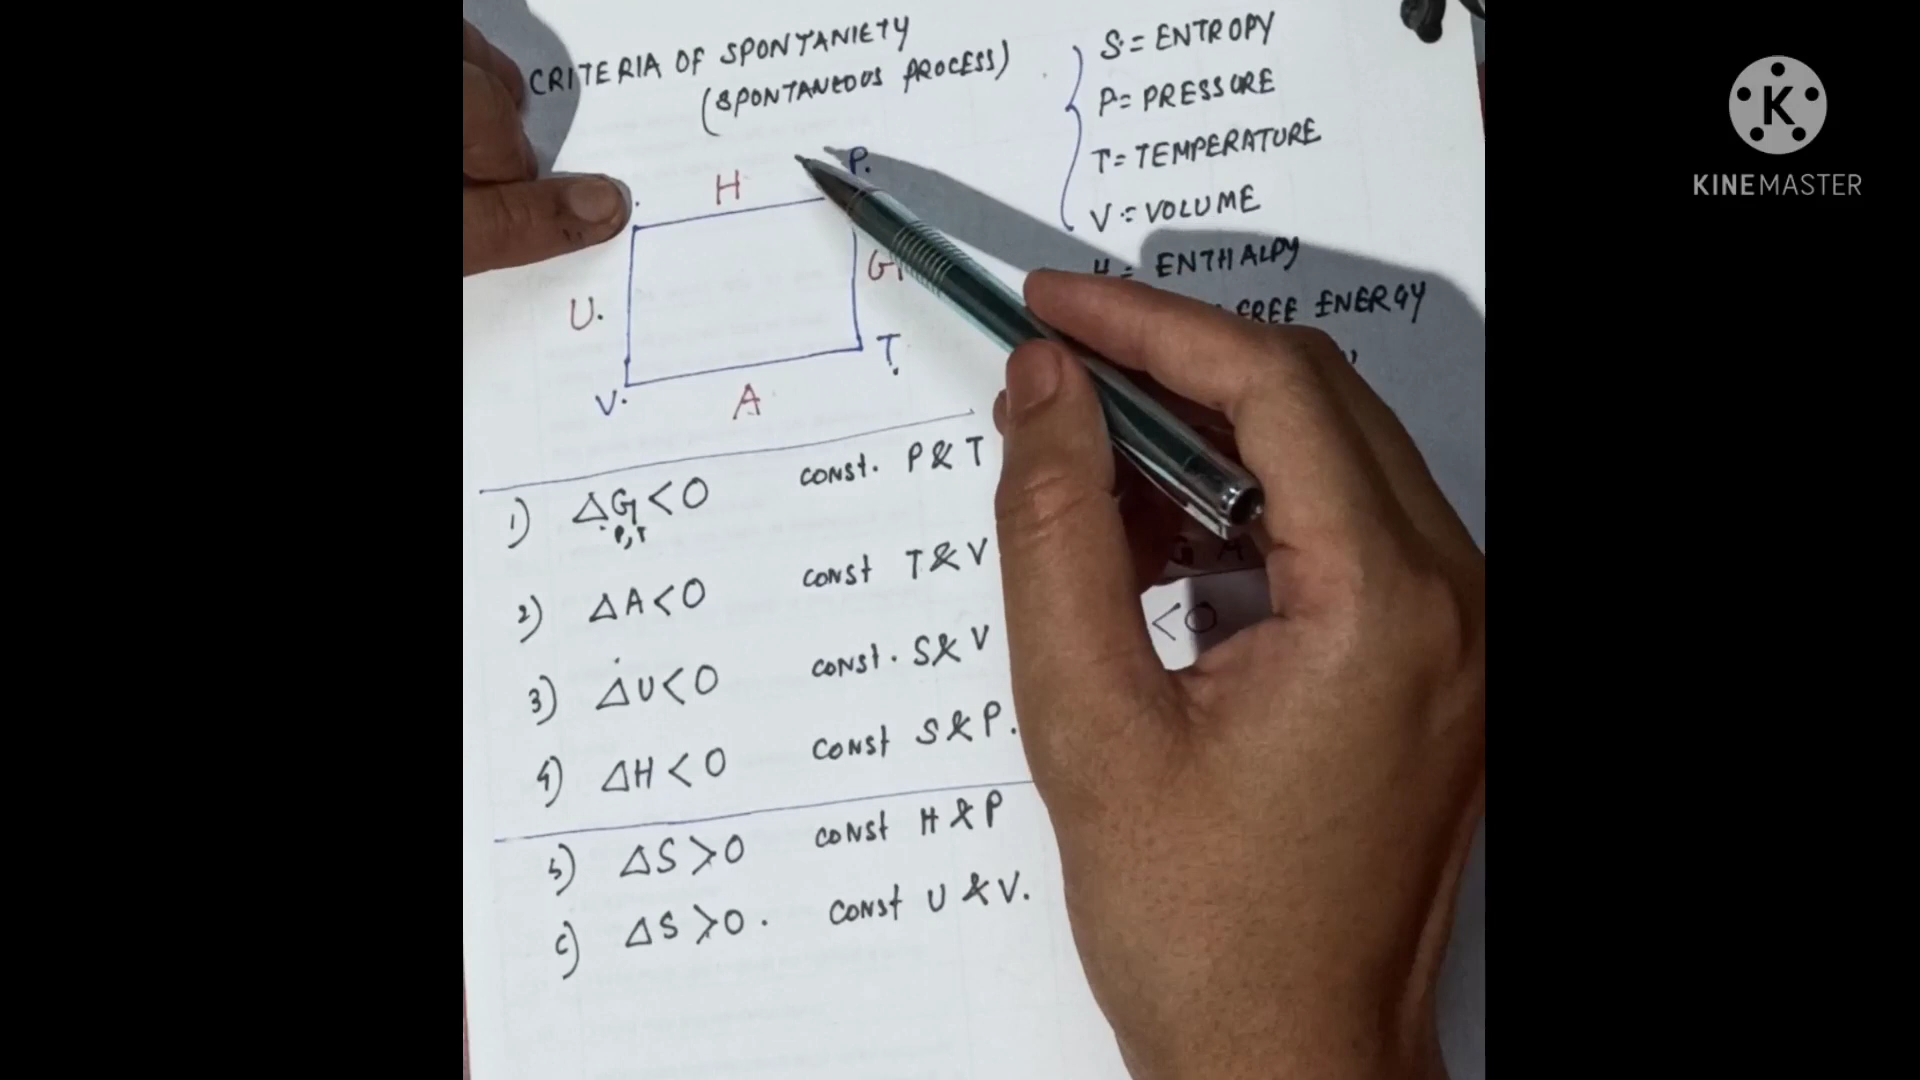 CRITERIA OF SPONTANIETY
(SPONTANEOUS PROCESS)
S = ENTROPY
P = PRESSURE
T = TEMPERATURE
V = VOLUME
H = ENTHALPY
FREE ENERGY
H
P.
U.
G
V.
T
A
1) ΔG < 0 CONST. P & T
P, T
2) ΔA < 0 CONST T & V
3) ΔU < 0 CONST. S & V
4) ΔH < 0 CONST S & P.
5) ΔS > 0 CONST H & P
ΔS > 0. CONST U & V.
< 0
K
KINEMASTER